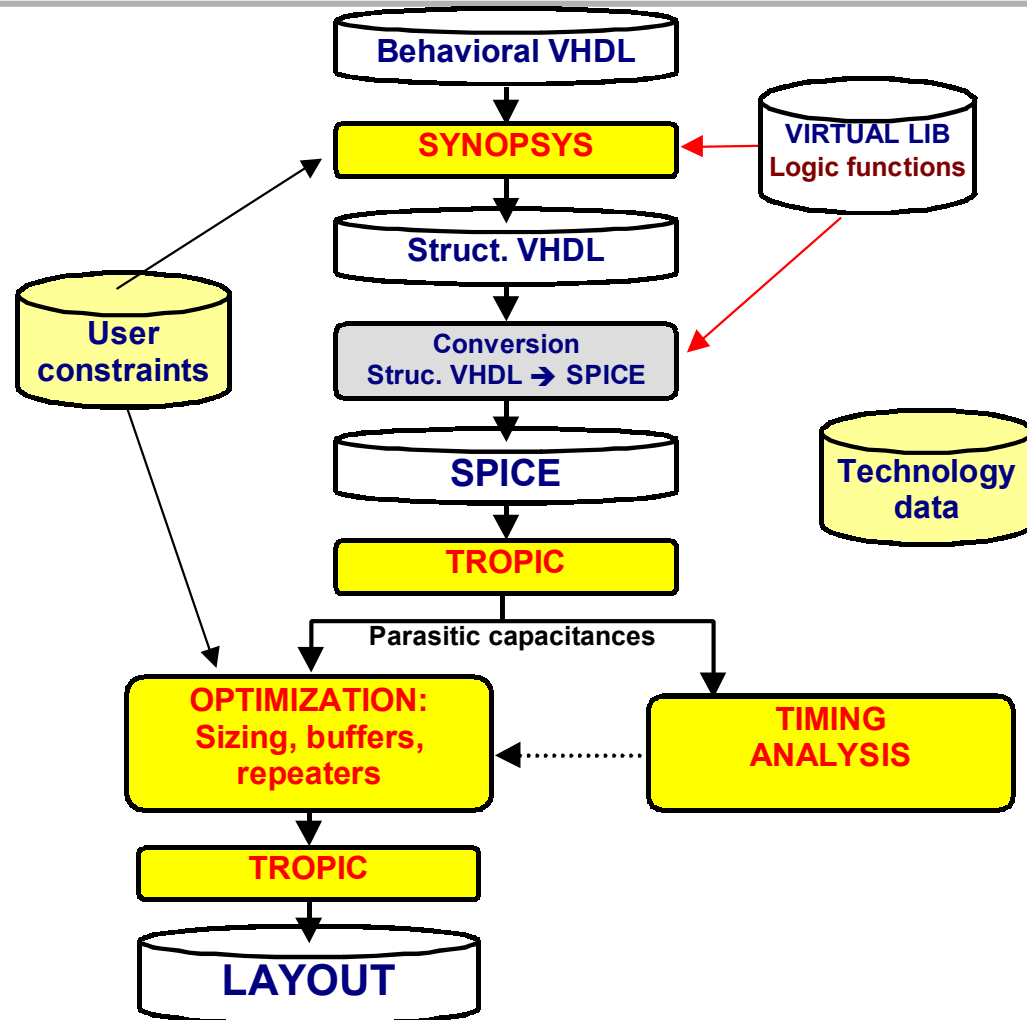 Behavioral VHDL
SYNOPSYS
VIRTUAL LIB
Logic functions
Struct. VHDL
User
constraints
Conversion
Struc. VHDL ➔ SPICE
SPICE
Technology
data
TROPIC
Parasitic capacitances
OPTIMIZATION:
Sizing, buffers,
repeaters
TIMING
ANALYSIS
TROPIC
LAYOUT